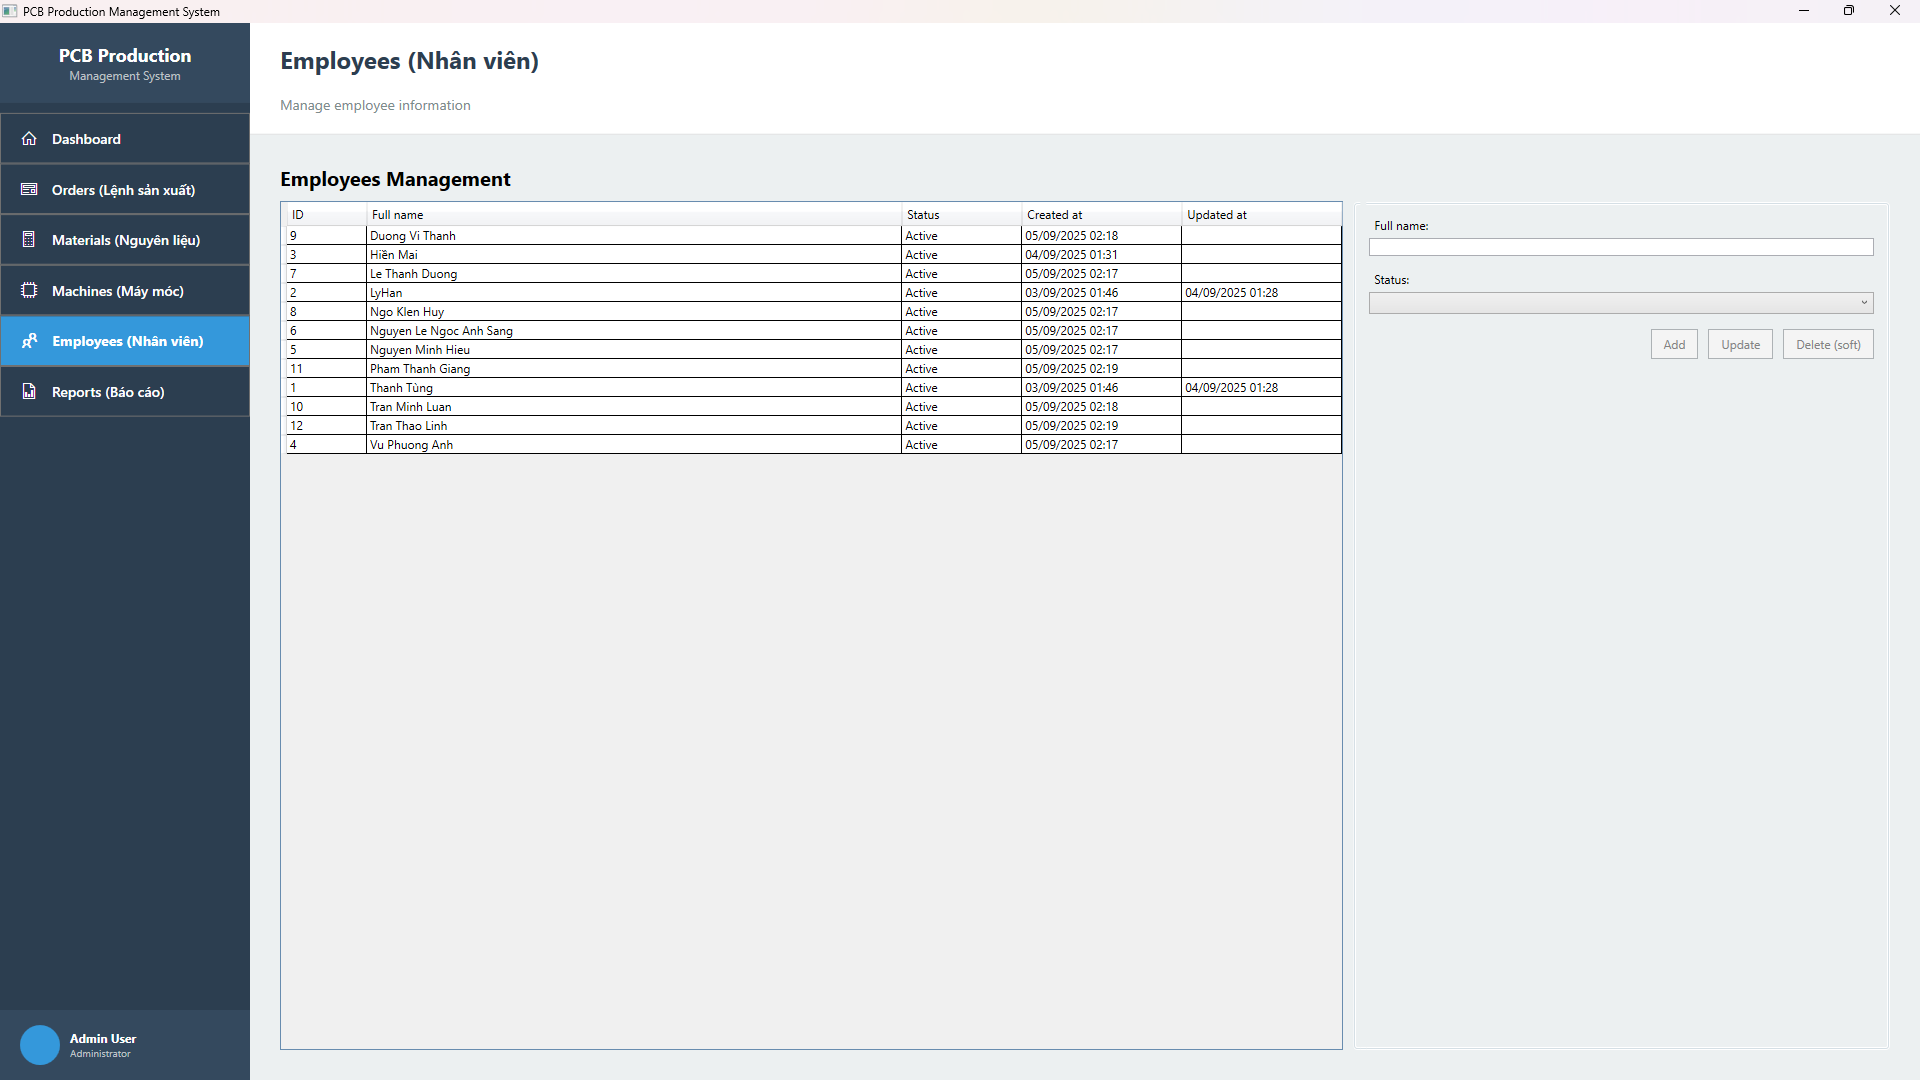 PCB Production Management System
PCB Production
Management System
Dashboard
Orders (Lệnh sản xuất)
Materials (Nguyên liệu)
Machines (Máy móc)
Employees (Nhân viên)
Reports (Báo cáo)
Admin User
Administrator
Employees (Nhân viên)
Manage employee information
Employees Management
ID Full name Status Created at Updated at
9 Duong Vi Thanh Active 05/09/2025 02:18
3 Hiền Mai Active 04/09/2025 01:31
7 Le Thanh Duong Active 05/09/2025 02:17
2 LyHan Active 03/09/2025 01:46 04/09/2025 01:28
8 Ngo KIen Huy Active 05/09/2025 02:17
6 Nguyen Le Ngoc Anh Sang Active 05/09/2025 02:17
5 Nguyen Minh Hieu Active 05/09/2025 02:17
11 Pham Thanh Giang Active 05/09/2025 02:19
1 Thanh Tùng Active 03/09/2025 01:46 04/09/2025 01:28
10 Tran Minh Luan Active 05/09/2025 02:18
12 Tran Thao Linh Active 05/09/2025 02:19
4 Vu Phuong Anh Active 05/09/2025 02:17
Full name:
Status:
Add Update Delete (soft)